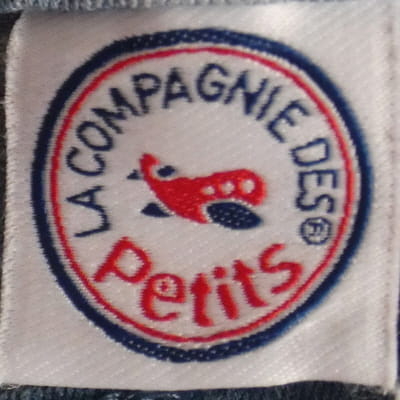 LA COMPAGNIE DES®
Petits